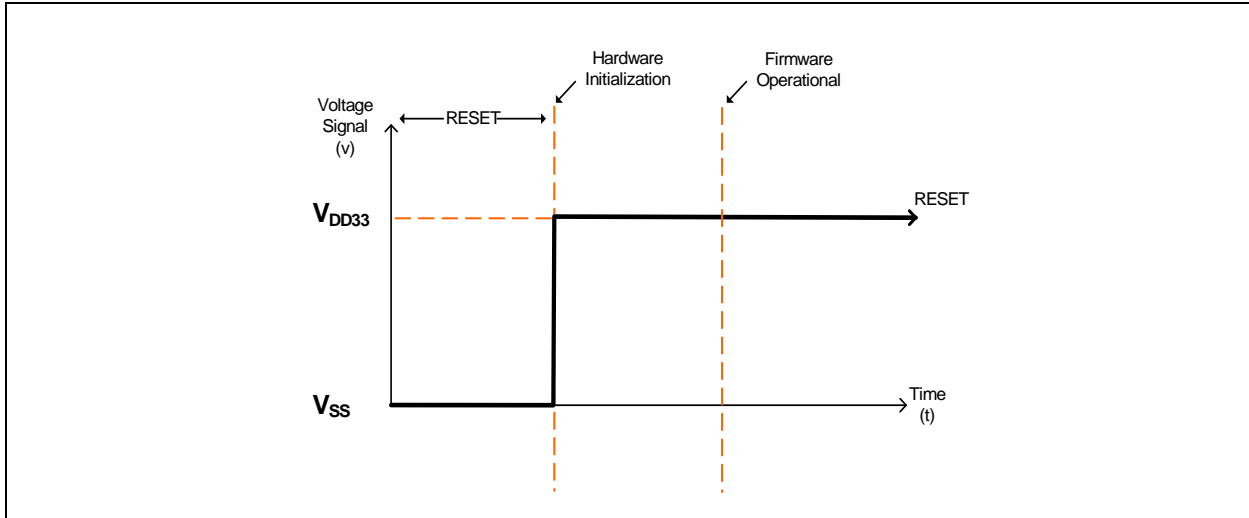 Hardware
Initialization
Firmware
Operational
Voltage
Signal
(v)
RESET
VDD33
RESET
VSS
Time
(t)